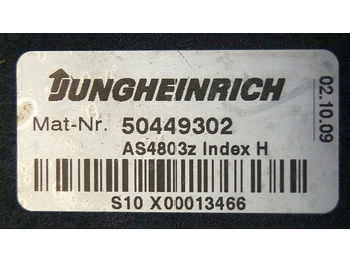 JUNGHEINRICH
Mat-Nr. 50449302
AS4803z Index H
S10 X00013466
02.10.09